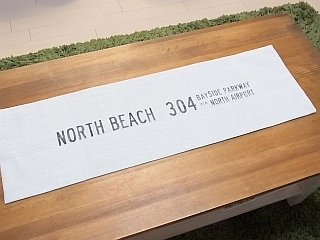 NORTH BEACH 304 BAYSIDE PARKWAY
VIA NORTH AIRPORT